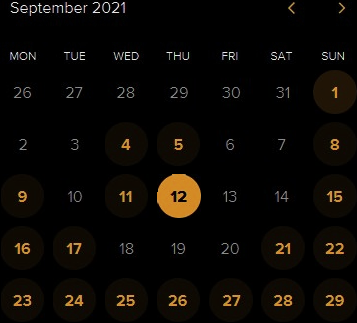 September 2021
MON TUE WED THU FRI SAT SUN
26 27 28 29 30 31 1
2 3 4 5 6 7 8
9 10 11 12 13 14 15
16 17 18 19 20 21 22
23 24 25 26 27 28 29